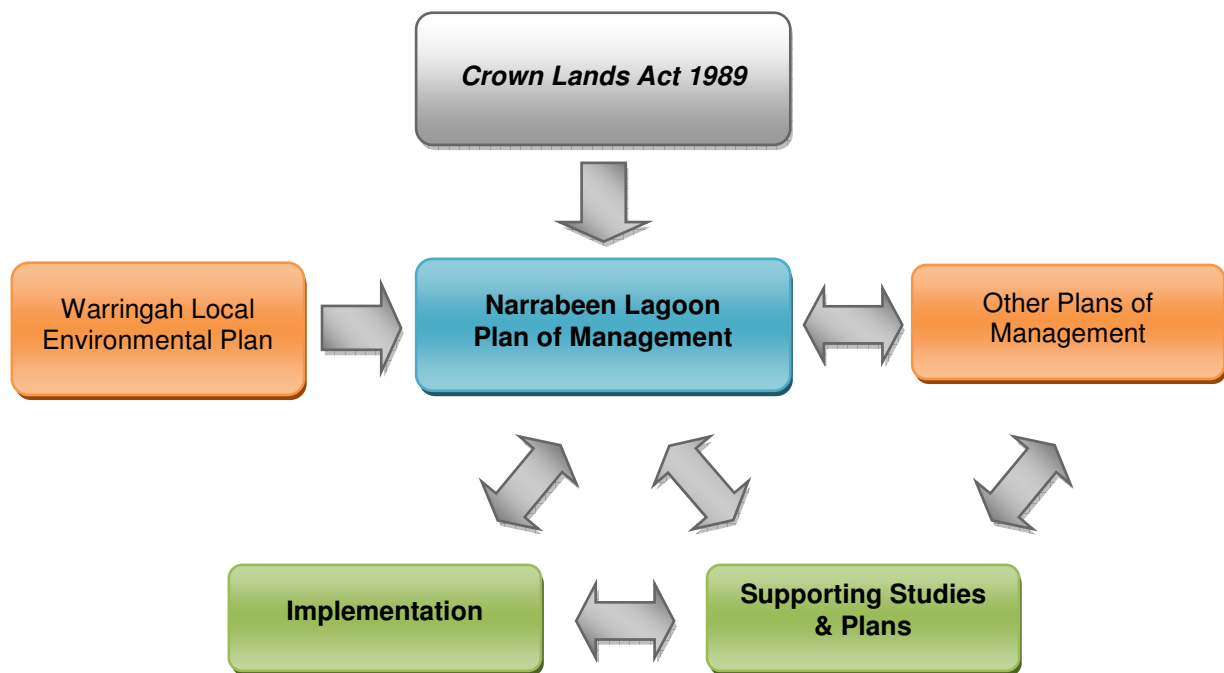 Crown Lands Act 1989
Warringah Local
Environmental Plan
Narrabeen Lagoon
Plan of Management
Other Plans of
Management
Implementation
Supporting Studies
& Plans